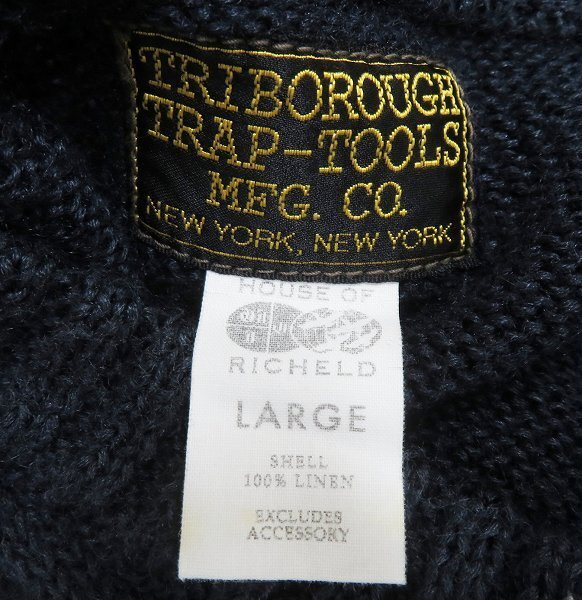 TRIBOROUGH
TRAP-TOOLS
MFG. CO.
NEW YORK, NEW YORK
HOUSE OF
RICHELD
LARGE
SHELL
100% LINEN
EXCLUDES
ACCESSORY